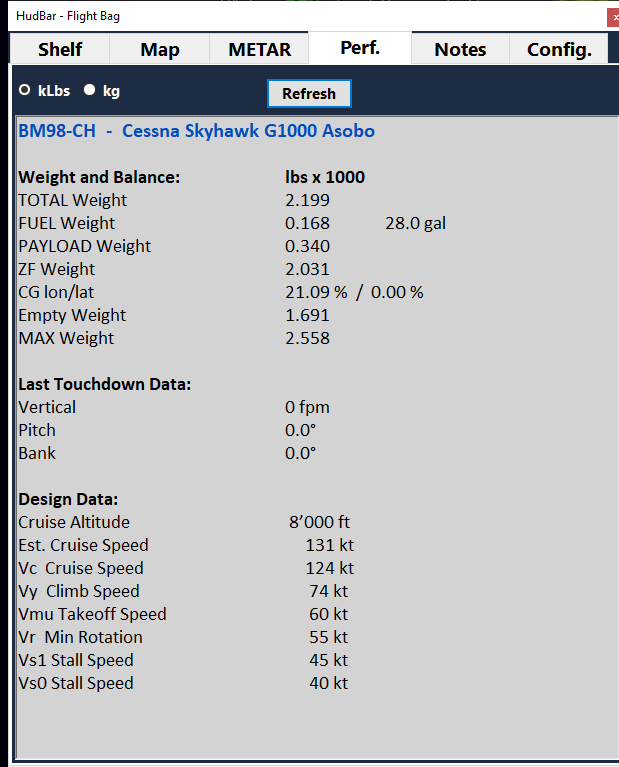 HudBar - Flight Bag
x
Shelf Map METAR Perf. Notes Config.
kLbs kg Refresh
BM98-CH - Cessna Skyhawk G1000 Asobo
Weight and Balance: lbs x 1000
TOTAL Weight 2.199
FUEL Weight 0.168 28.0 gal
PAYLOAD Weight 0.340
ZF Weight 2.031
CG lon/lat 21.09 % / 0.00 %
Empty Weight 1.691
MAX Weight 2.558
Last Touchdown Data:
Vertical 0 fpm
Pitch 0.0°
Bank 0.0°
Design Data:
Cruise Altitude 8’000 ft
Est. Cruise Speed 131 kt
Vc Cruise Speed 124 kt
Vy Climb Speed 74 kt
Vmu Takeoff Speed 60 kt
Vr Min Rotation 55 kt
Vs1 Stall Speed 45 kt
Vs0 Stall Speed 40 kt